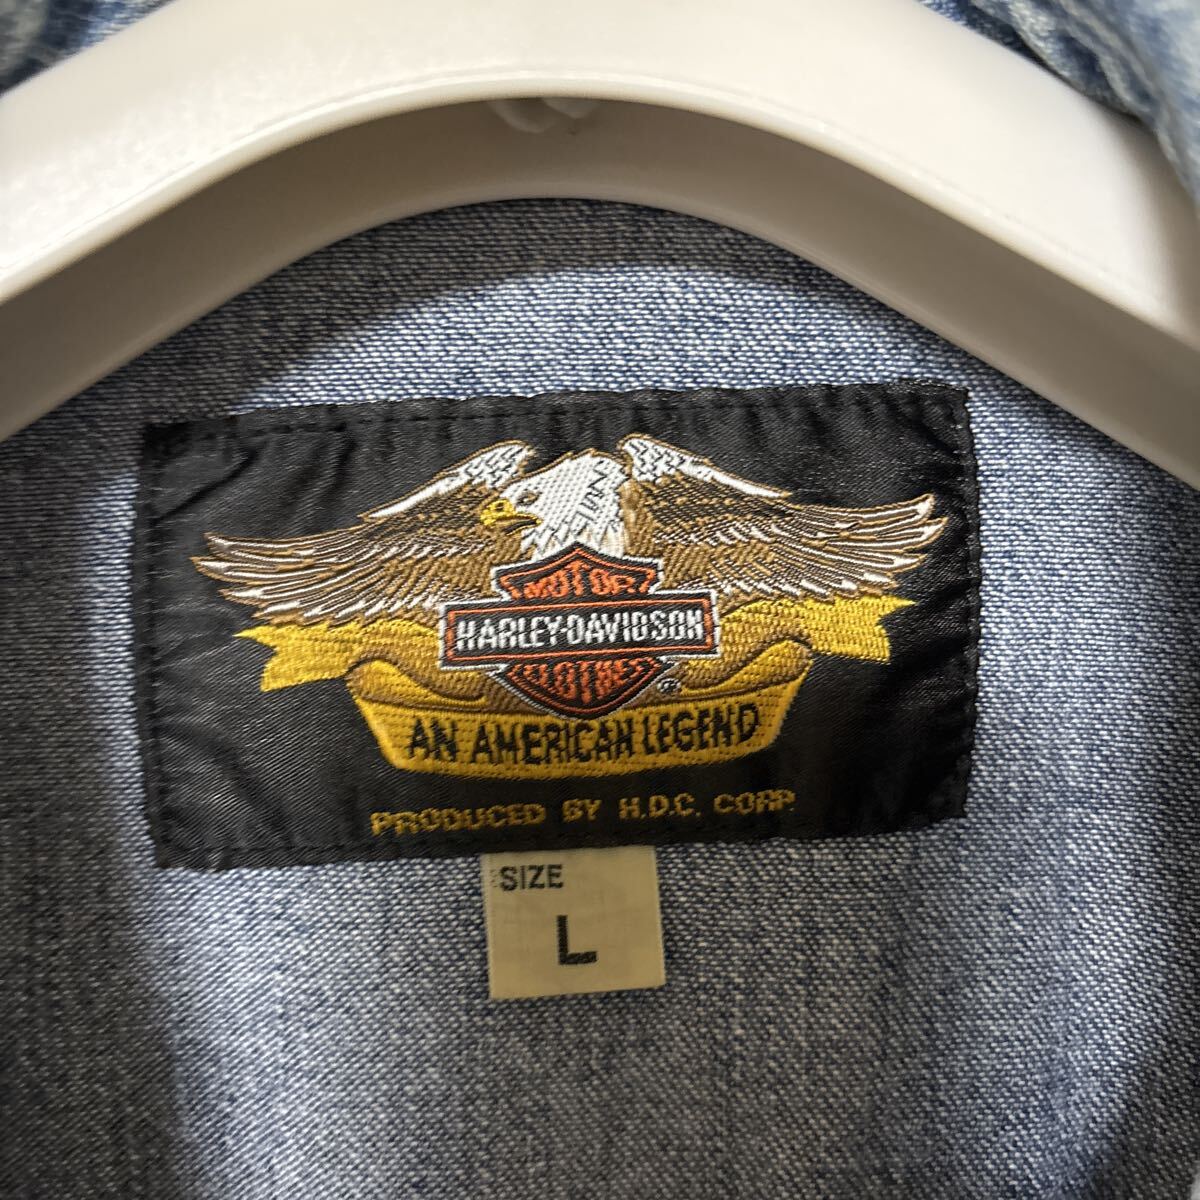 MOTOR
HARLEY-DAVIDSON
CLOTHES
®
AN AMERICAN LEGEND
PRODUCED BY H.D.C. CORP.
SIZE
L